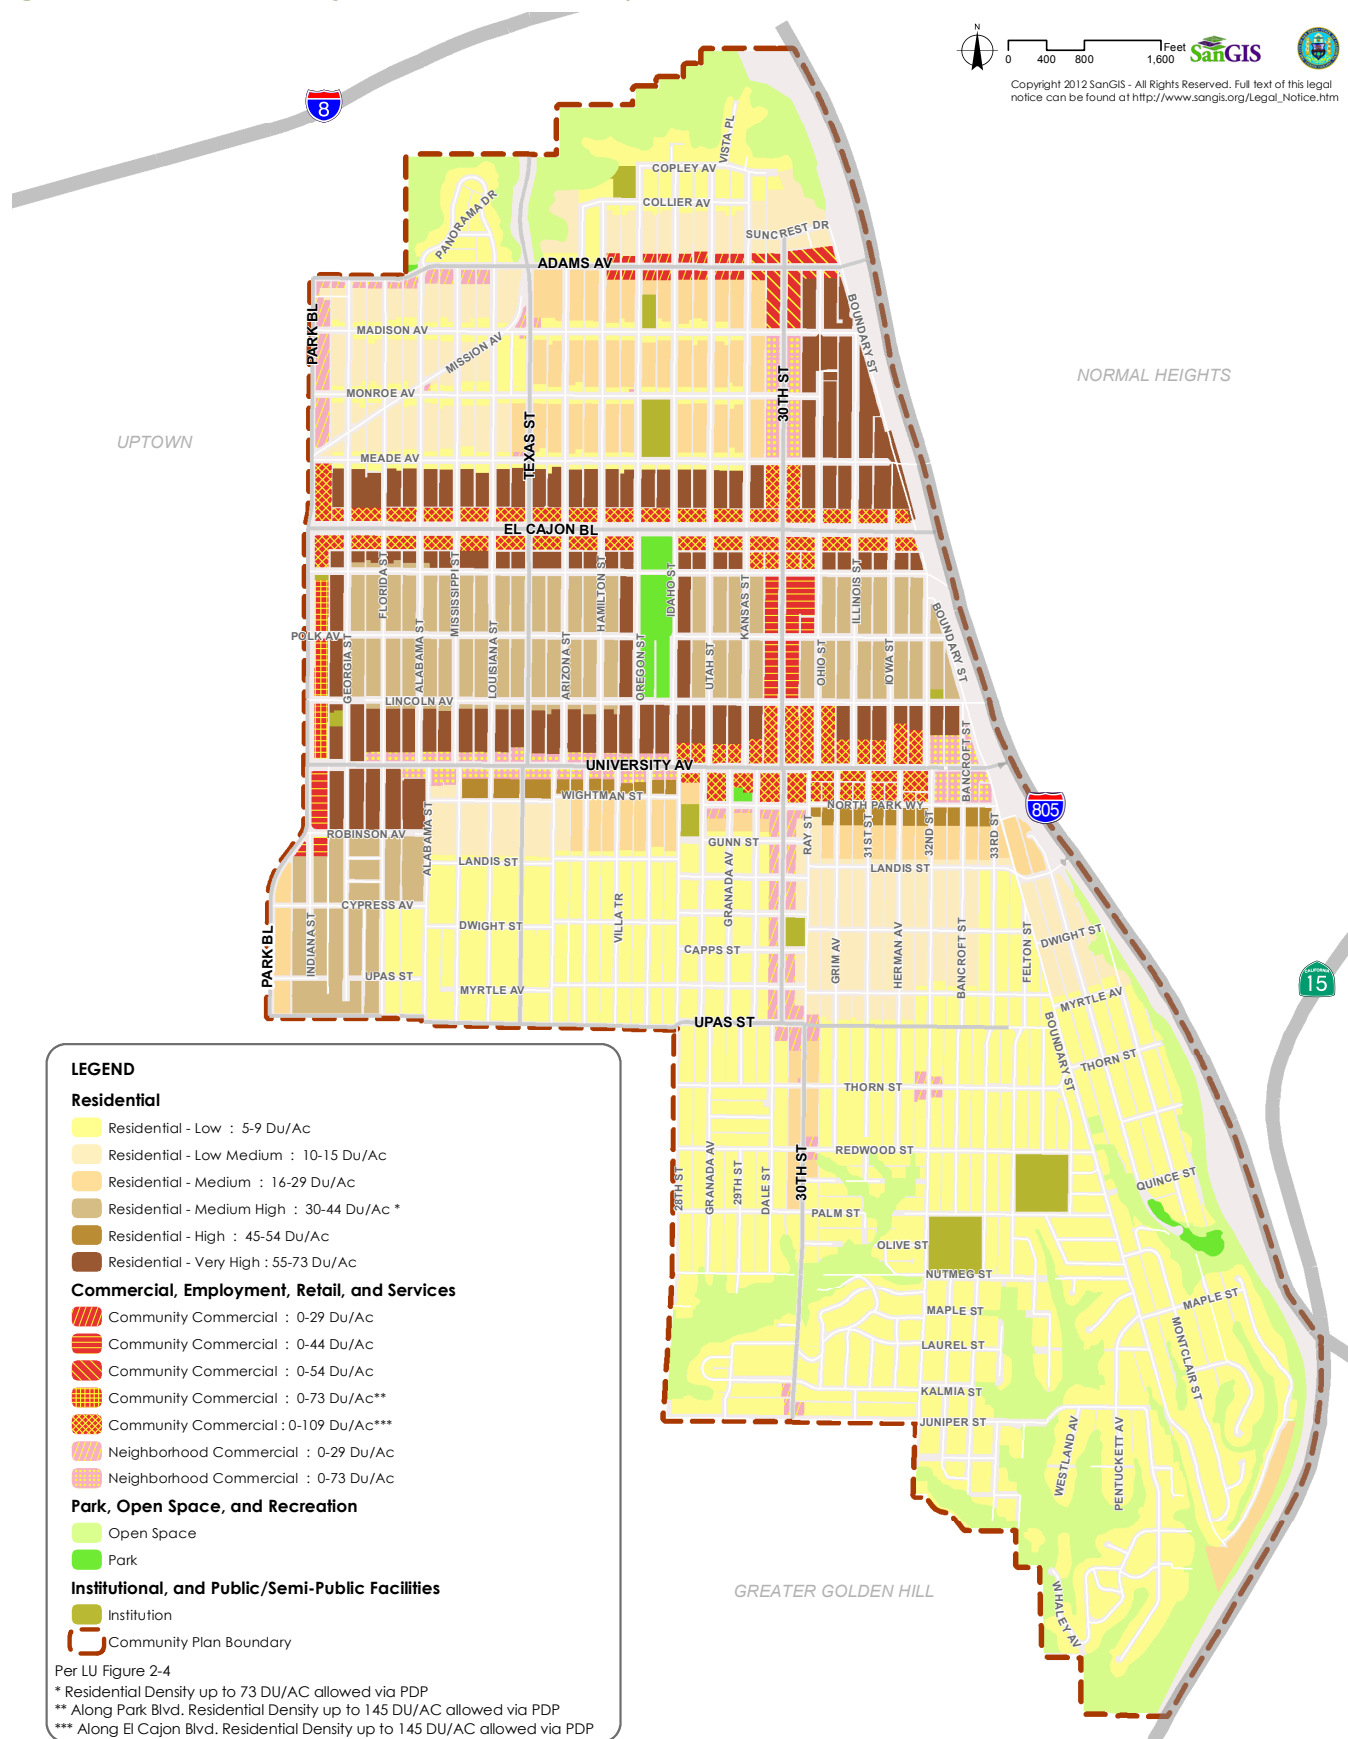 N
0 400 800 1,600 Feet
SanGIS
Copyright 2012 SanGIS - All Rights Reserved. Full text of this legal
notice can be found at http://www.sangis.org/Legal_Notice.htm
8
VISTA PL
COPLEY AV
PANORAMA DR
COLLIER AV
SUNCREST DR
ADAMS AV
PARK BL
BOUNDARY ST
MADISON AV
MISSION AV
NORMAL HEIGHTS
30TH ST
MONROE AV
UPTOWN
TEXAS ST
MEADE AV
EL CAJON BL
FLORIDA ST
MISSISSIPPI ST
HAMILTON ST
IDAHO ST
KANSAS ST
ILLINOIS ST
BOUNDARY ST
POLK AV
GEORGIA ST
ALABAMA ST
LOUISIANA ST
ARIZONA ST
OREGON ST
UTAH ST
OHIO ST
IOWA ST
LINCOLN AV
BANCROFT ST
UNIVERSITY AV
WIGHTMAN ST
NORTH PARK WY
805
ROBINSON AV
ALABAMA ST
GUNN ST
RAY ST
31ST ST
32ND ST
33RD ST
LANDIS ST
LANDIS ST
CYPRESS AV
GRANADA AV
VILLA TR
DWIGHT ST
DWIGHT ST
PARK BL
INDIANA ST
CAPPS ST
GRIM AV
HERMAN AV
BANCROFT ST
FELTON ST
UPAS ST
MYRTLE AV
MYRTLE AV
15
CALIFORNIA
UPAS ST
BOUNDARY ST
THORN ST
THORN ST
REDWOOD ST
28TH ST
GRANADA AV
29TH ST
DALE ST
30TH ST
QUINCE ST
PALM ST
OLIVE ST
NUTMEG ST
MAPLE ST
MAPLE ST
LAUREL ST
MONTCLAIR ST
KALMIA ST
JUNIPER ST
WESTLAND AV
PENTUCKETT AV
GREATER GOLDEN HILL
WHALEY AV
LEGEND
Residential
Residential - Low : 5-9 Du/Ac
Residential - Low Medium : 10-15 Du/Ac
Residential - Medium : 16-29 Du/Ac
Residential - Medium High : 30-44 Du/Ac *
Residential - High : 45-54 Du/Ac
Residential - Very High : 55-73 Du/Ac
Commercial, Employment, Retail, and Services
Community Commercial : 0-29 Du/Ac
Community Commercial : 0-44 Du/Ac
Community Commercial : 0-54 Du/Ac
Community Commercial : 0-73 Du/Ac**
Community Commercial : 0-109 Du/Ac***
Neighborhood Commercial : 0-29 Du/Ac
Neighborhood Commercial : 0-73 Du/Ac
Park, Open Space, and Recreation
Open Space
Park
Institutional, and Public/Semi-Public Facilities
Institution
Community Plan Boundary
Per LU Figure 2-4
* Residential Density up to 73 DU/AC allowed via PDP
** Along Park Blvd. Residential Density up to 145 DU/AC allowed via PDP
*** Along El Cajon Blvd. Residential Density up to 145 DU/AC allowed via PDP